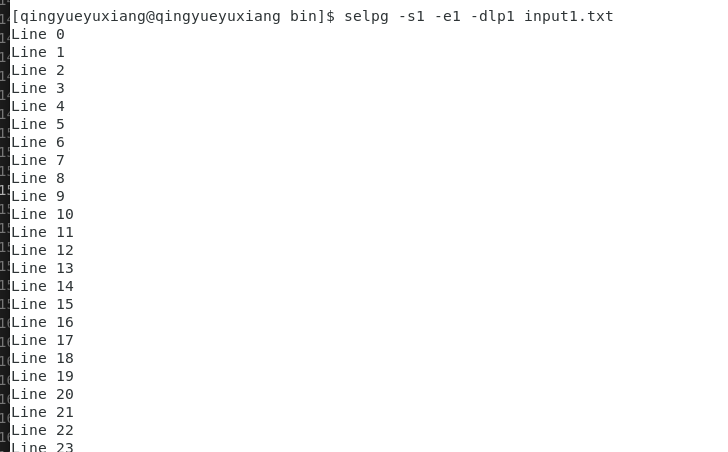 [qingyueyuxiang@qingyueyuxiang bin]$ selpg -s1 -e1 -dlp1 input1.txt
Line 0
Line 1
Line 2
Line 3
Line 4
Line 5
Line 6
Line 7
Line 8
Line 9
Line 10
Line 11
Line 12
Line 13
Line 14
Line 15
Line 16
Line 17
Line 18
Line 19
Line 20
Line 21
Line 22
Line 23